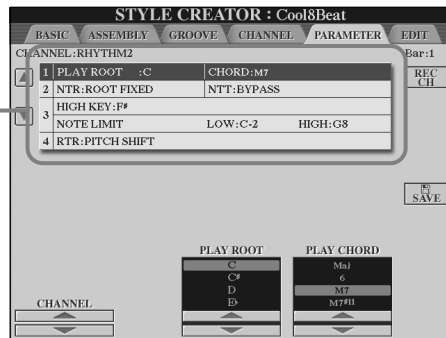 STYLE CREATOR : Cool8Beat
BASIC ASSEMBLY GROOVE CHANNEL PARAMETER EDIT
CHANNEL:RHYTHM2 Bar:1
1 PLAY ROOT :C CHORD:M7
2 NTR:ROOT FIXED NTT:BYPASS
3 HIGH KEY:F♯
NOTE LIMIT LOW:C-2 HIGH:G8
4 RTR:PITCH SHIFT
REC
CH
SAVE
PLAY ROOT PLAY CHORD
C Maj
C♯ 6
D M7
E♭ M7♯11
CHANNEL